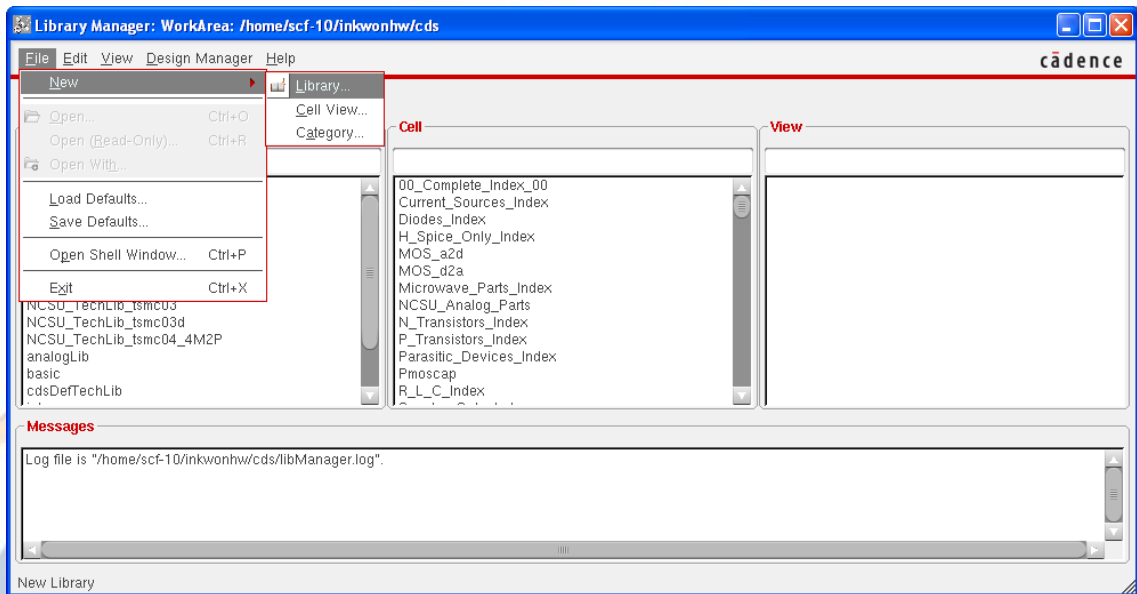 Library Manager: WorkArea: /home/scf-10/inkwonhw/cds
File Edit View Design Manager Help
cādence
New
Library...
Cell View...
Category...
Open... Ctrl+O
Open (Read-Only)... Ctrl+R
Open With...
Load Defaults...
Save Defaults...
Open Shell Window... Ctrl+P
Exit Ctrl+X
NCSU_TechLib_tsmc03
NCSU_TechLib_tsmc03d
NCSU_TechLib_tsmc04_4M2P
analogLib
basic
cdsDefTechLib
Cell
00_Complete_Index_00
Current_Sources_Index
Diodes_Index
H_Spice_Only_Index
MOS_a2d
MOS_d2a
Microwave_Parts_Index
NCSU_Analog_Parts
N_Transistors_Index
P_Transistors_Index
Parasitic_Devices_Index
Pmoscap
R_L_C_Index
View
Messages
Log file is "/home/scf-10/inkwonhw/cds/libManager.log".
New Library